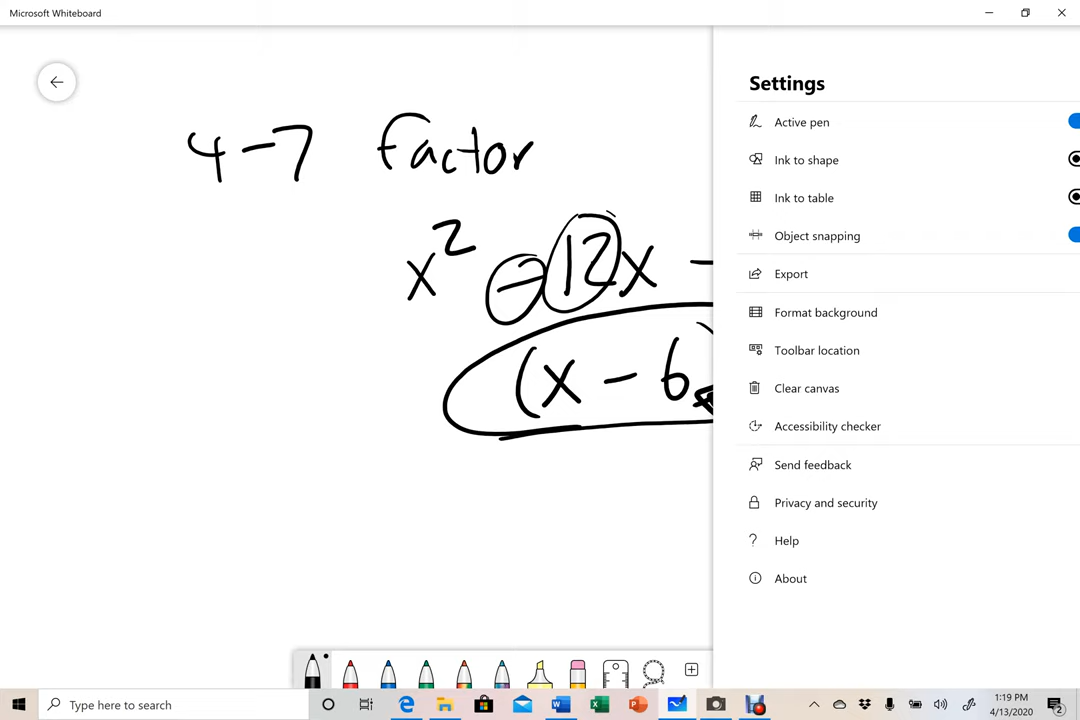 Microsoft Whiteboard
Settings
Active pen
Ink to shape
Ink to table
Object snapping
Export
Format background
Toolbar location
Clear canvas
Accessibility checker
Send feedback
Privacy and security
Help
About
4-7 factor
x² - 12x -
(x - 6
Type here to search
1:19 PM
4/13/2020
2